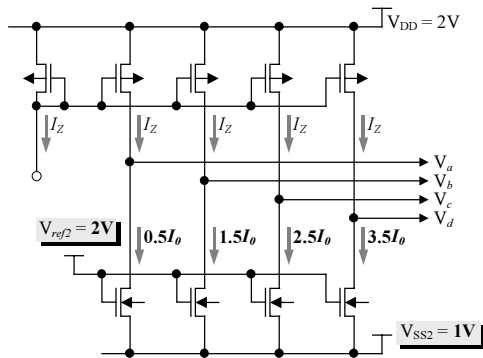 V_DD = 2V
I_Z I_Z I_Z I_Z I_Z
V_a
V_b
V_c
V_d
V_ref2 = 2V
0.5I_0 1.5I_0 2.5I_0 3.5I_0
V_SS2 = 1V